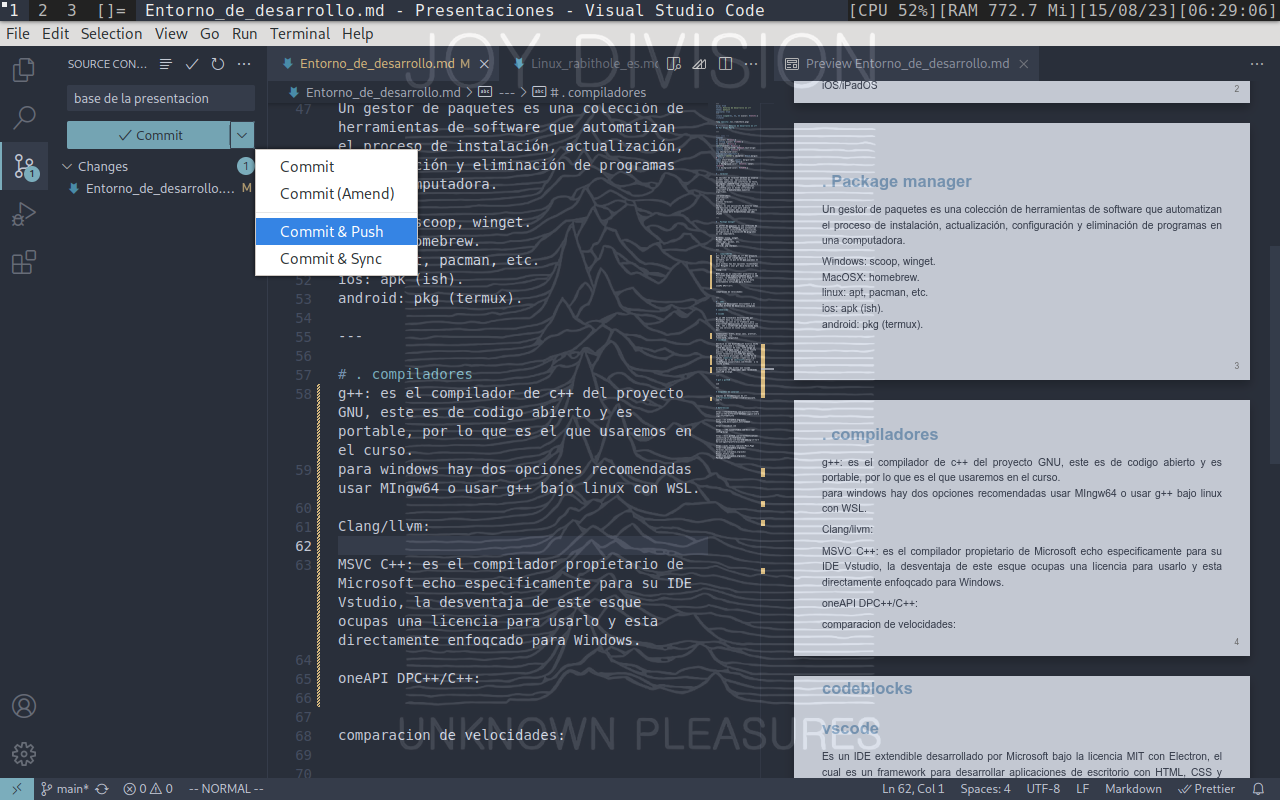 1 2 3 []= Entorno_de_desarrollo.md - Presentaciones - Visual Studio Code [CPU 52%][RAM 772.7 Mi][15/08/23][06:29:06]
File Edit Selection View Go Run Terminal Help
JOY DIVISION
SOURCE CON...
Entorno_de_desarrollo.md M
Linux_rabithole_es.mc
Preview Entorno_de_desarrollo.md
Entorno_de_desarrollo.md > --- > # . compiladores
base de la presentacion
Commit
Changes 1
Entorno_de_desarrollo.... M
1
Commit
Commit (Amend)
Commit & Push
Commit & Sync
47 Un gestor de paquetes es una colección de
herramientas de software que automatizan
el proceso de instalación, actualización,
ión y eliminación de programas
mputadora.
scoop, winget.
omebrew.
t, pacman, etc.
52 ios: apk (ish).
53 android: pkg (termux).
54
55 ---
56
57 # . compiladores
58 g++: es el compilador de c++ del proyecto
GNU, este es de codigo abierto y es
portable, por lo que es el que usaremos en
el curso.
59 para windows hay dos opciones recomendadas
usar MIngw64 o usar g++ bajo linux con WSL.
60
61 Clang/llvm:
62
63 MSVC C++: es el compilador propietario de
Microsoft echo especificamente para su IDE
Vstudio, la desventaja de este esque
ocupas una licencia para usarlo y esta
directamente enfoqcado para Windows.
64
65 oneAPI DPC++/C++:
66
67
68 comparacion de velocidades:
69
70
UNKNOWN PLEASURES
iOS/iPadOS
2
. Package manager
Un gestor de paquetes es una colección de herramientas de software que automatizan
el proceso de instalación, actualización, configuración y eliminación de programas en
una computadora.
Windows: scoop, winget.
MacOSX: homebrew.
linux: apt, pacman, etc.
ios: apk (ish).
android: pkg (termux).
3
. compiladores
g++: es el compilador de c++ del proyecto GNU, este es de codigo abierto y es
portable, por lo que es el que usaremos en el curso.
para windows hay dos opciones recomendadas usar MIngw64 o usar g++ bajo linux
con WSL.
Clang/llvm:
MSVC C++: es el compilador propietario de Microsoft echo especificamente para su
IDE Vstudio, la desventaja de este esque ocupas una licencia para usarlo y esta
directamente enfoqcado para Windows.
oneAPI DPC++/C++:
comparacion de velocidades:
4
codeblocks
vscode
Es un IDE extendible desarrollado por Microsoft bajo la licencia MIT con Electron, el
cual es un framework para desarrollar aplicaciones de escritorio con HTML, CSS y
main* 0 0 -- NORMAL -- Ln 62, Col 1 Spaces: 4 UTF-8 LF Markdown Prettier